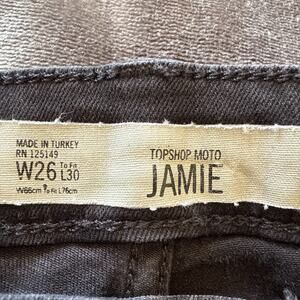 MADE IN TURKEY
RN 125149
W26 To Fit L30
W66cm To Fit L76cm
TOPSHOP MOTO
JAMIE